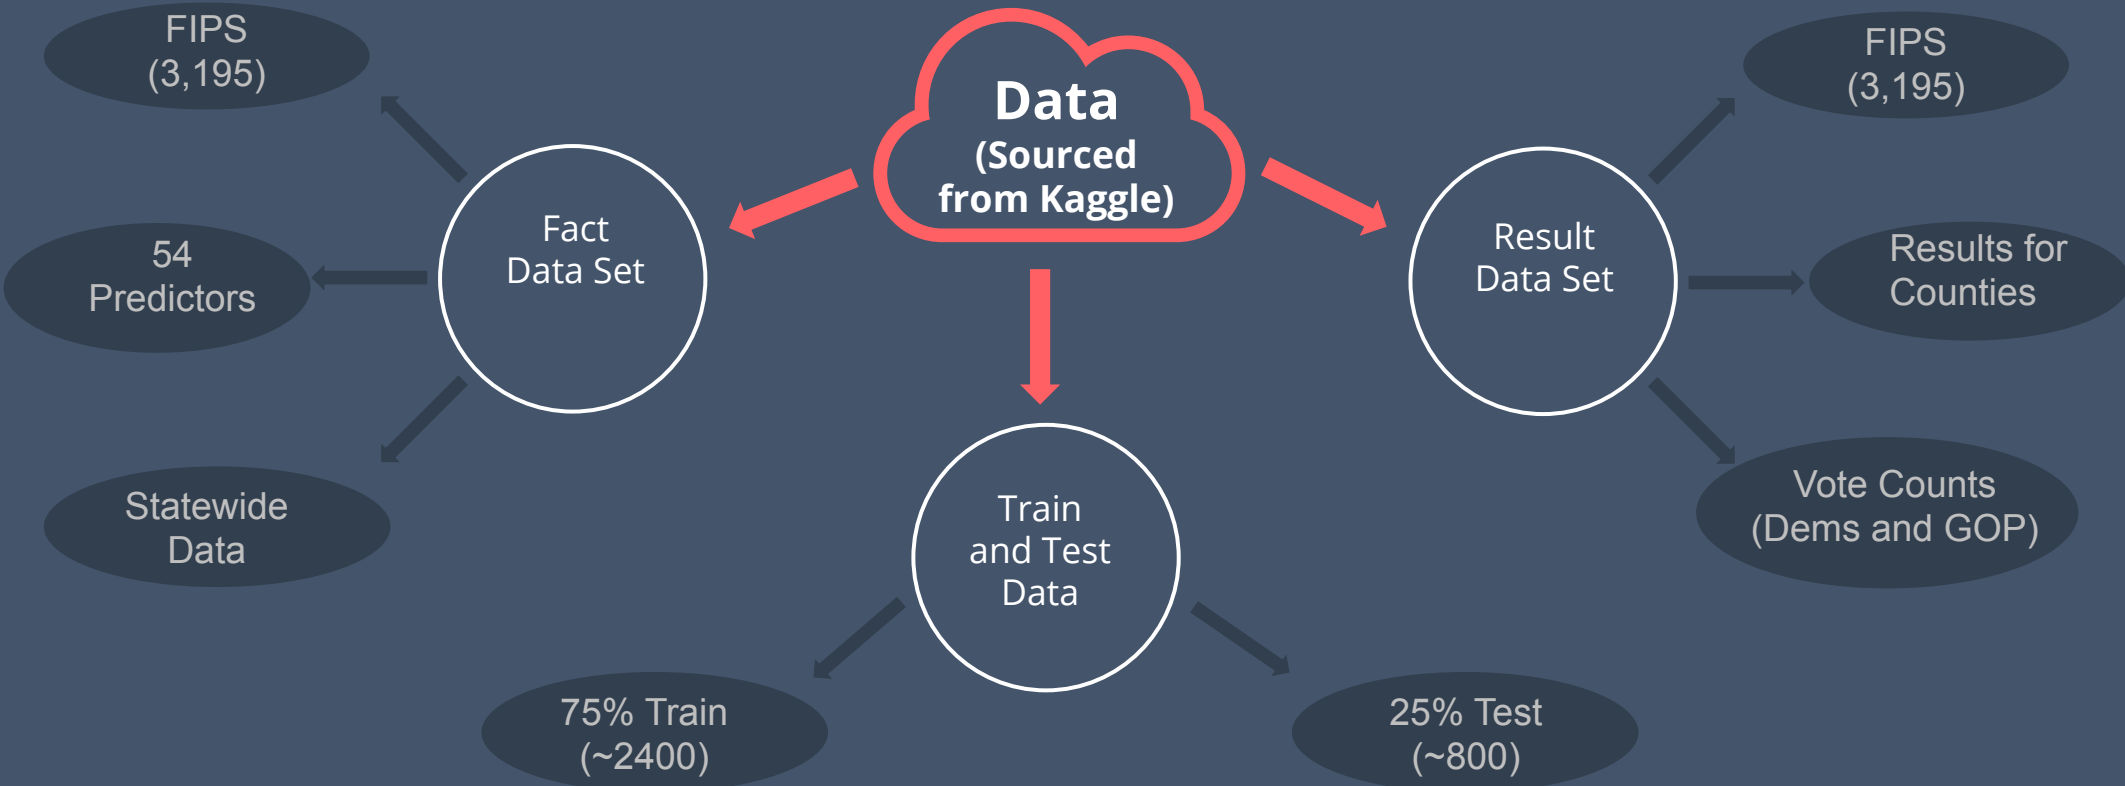 FIPS
(3,195)
54
Predictors
Statewide
Data
Fact
Data Set
Data
(Sourced
from Kaggle)
Train
and Test
Data
75% Train
(~2400)
25% Test
(~800)
Result
Data Set
FIPS
(3,195)
Results for
Counties
Vote Counts
(Dems and GOP)